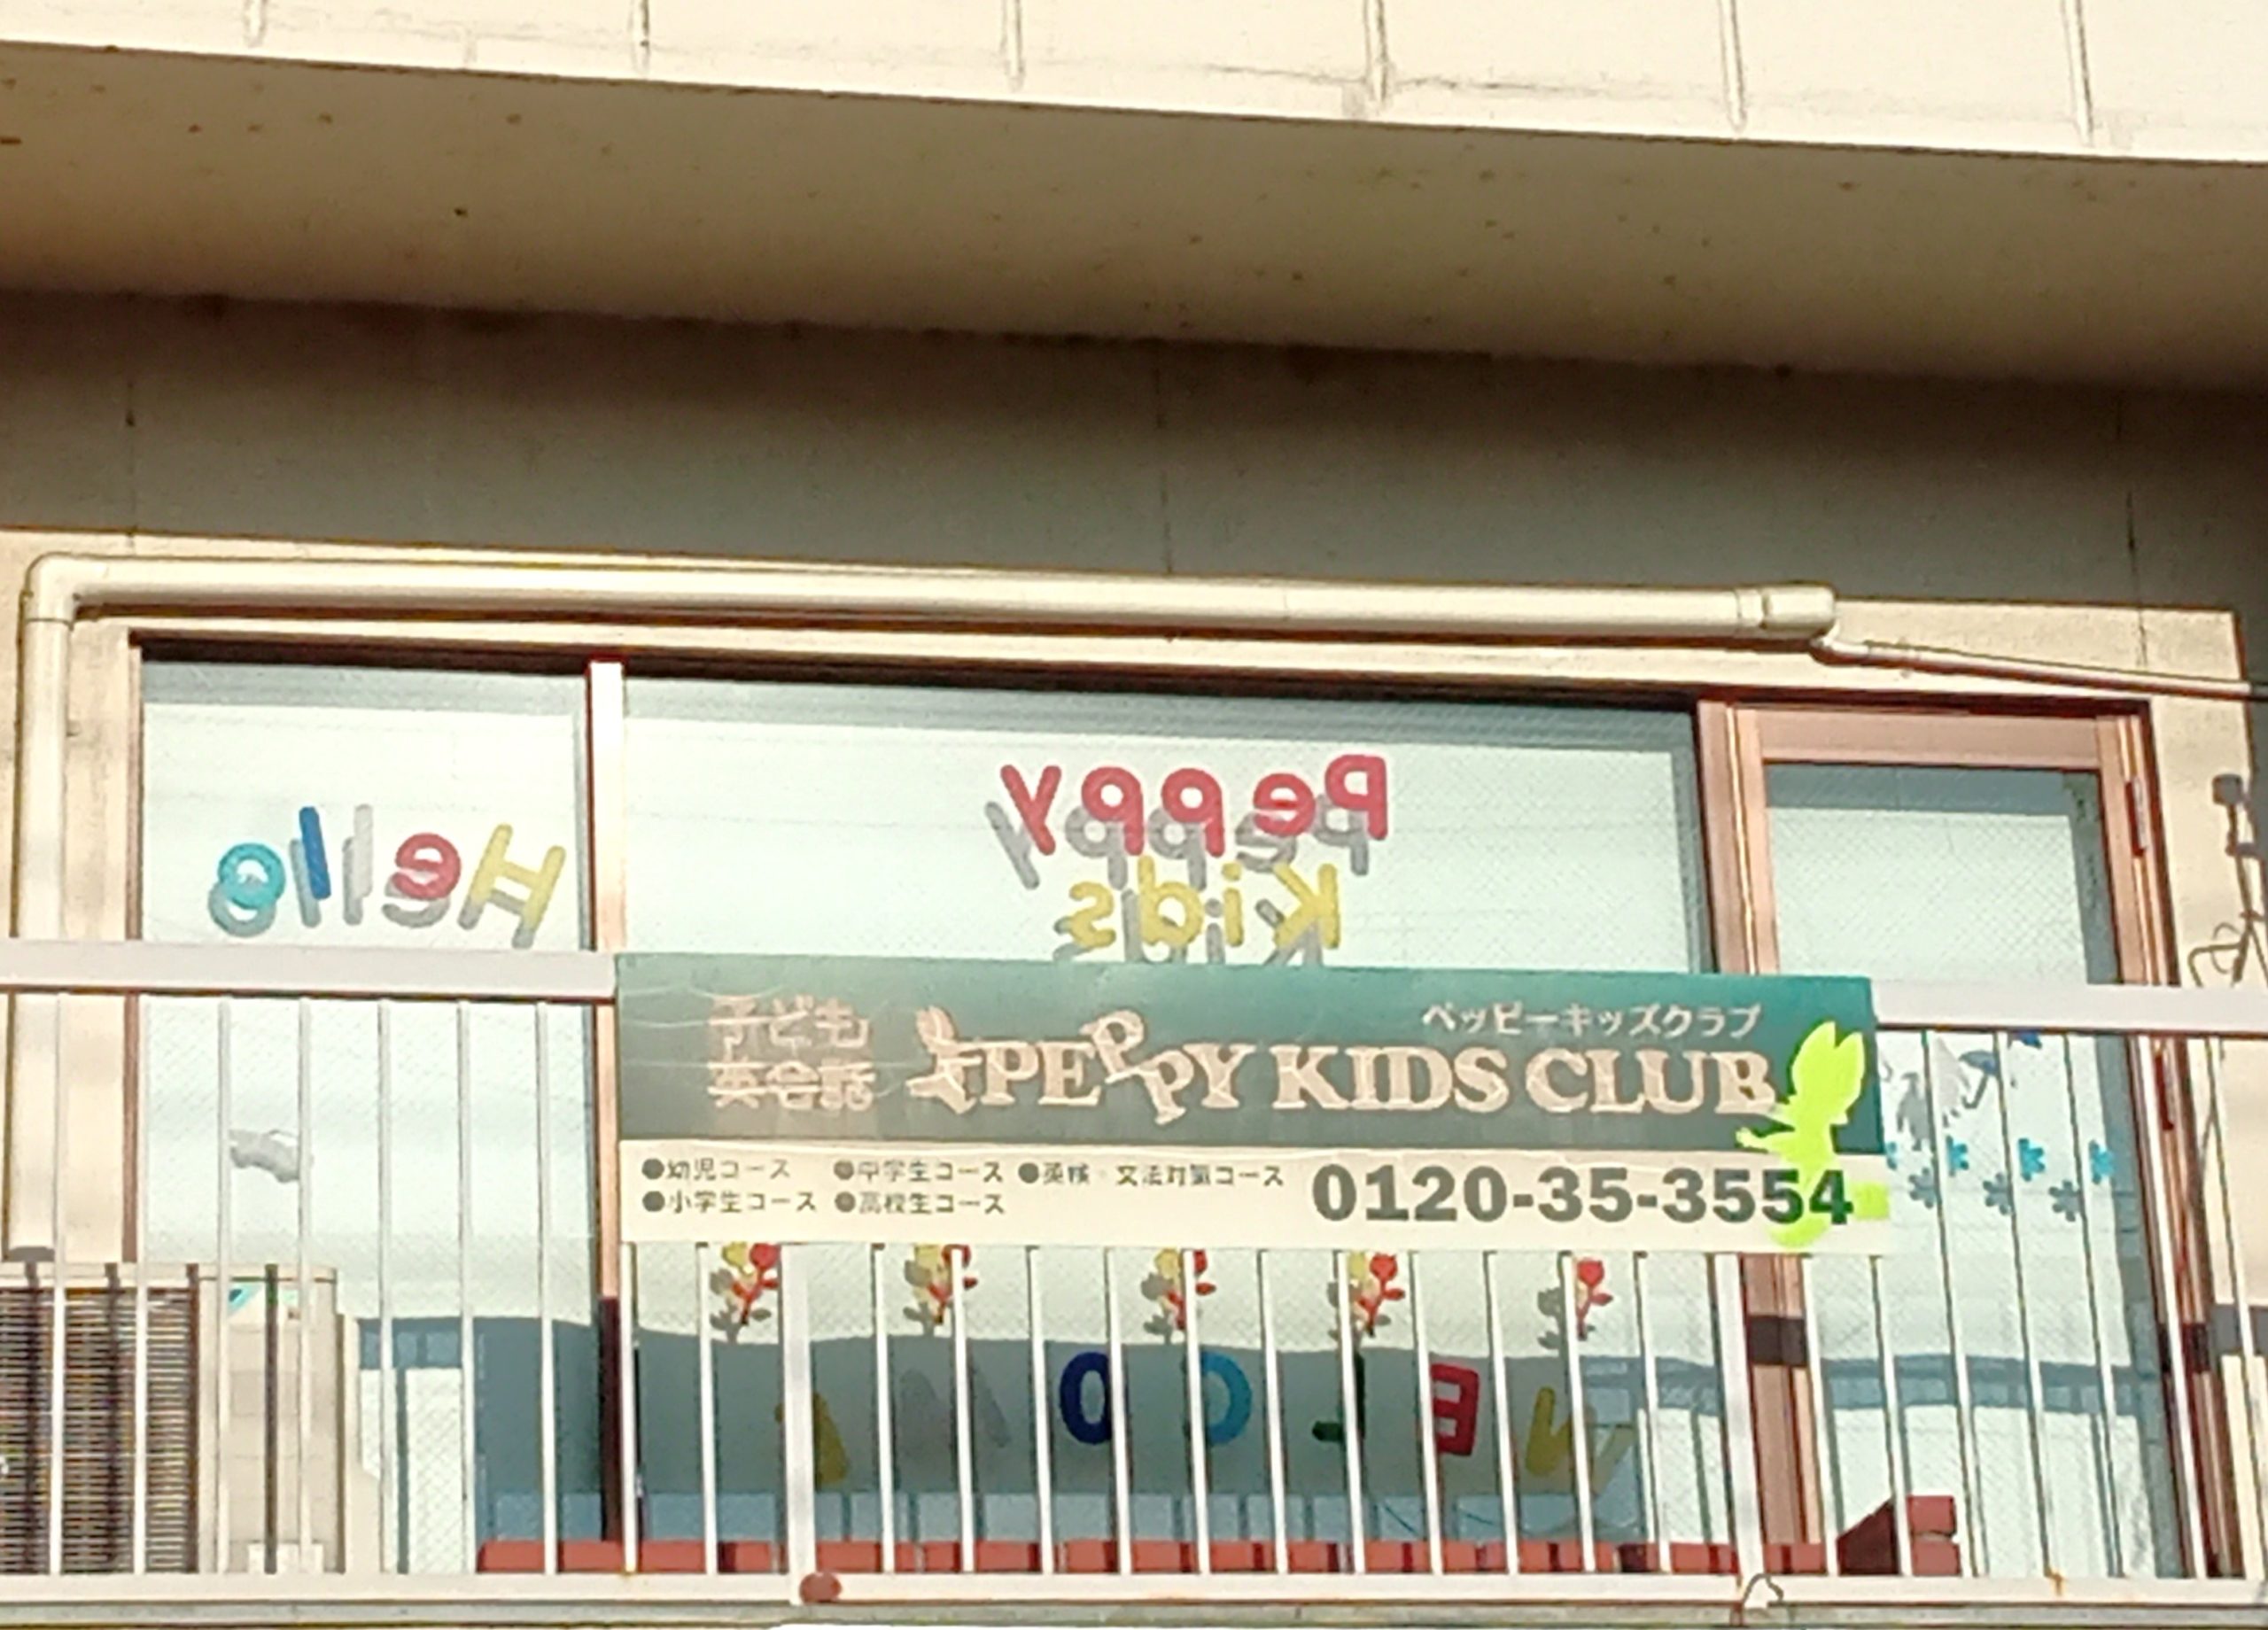 Hello
Peppy
Kids
子ども
英会話
PEPPY KIDS CLUB
ペッピーキッズクラブ
●幼児コース ●中学生コース ●英検・文法対策コース
●小学生コース ●高校生コース
0120-35-3554
WELCOM